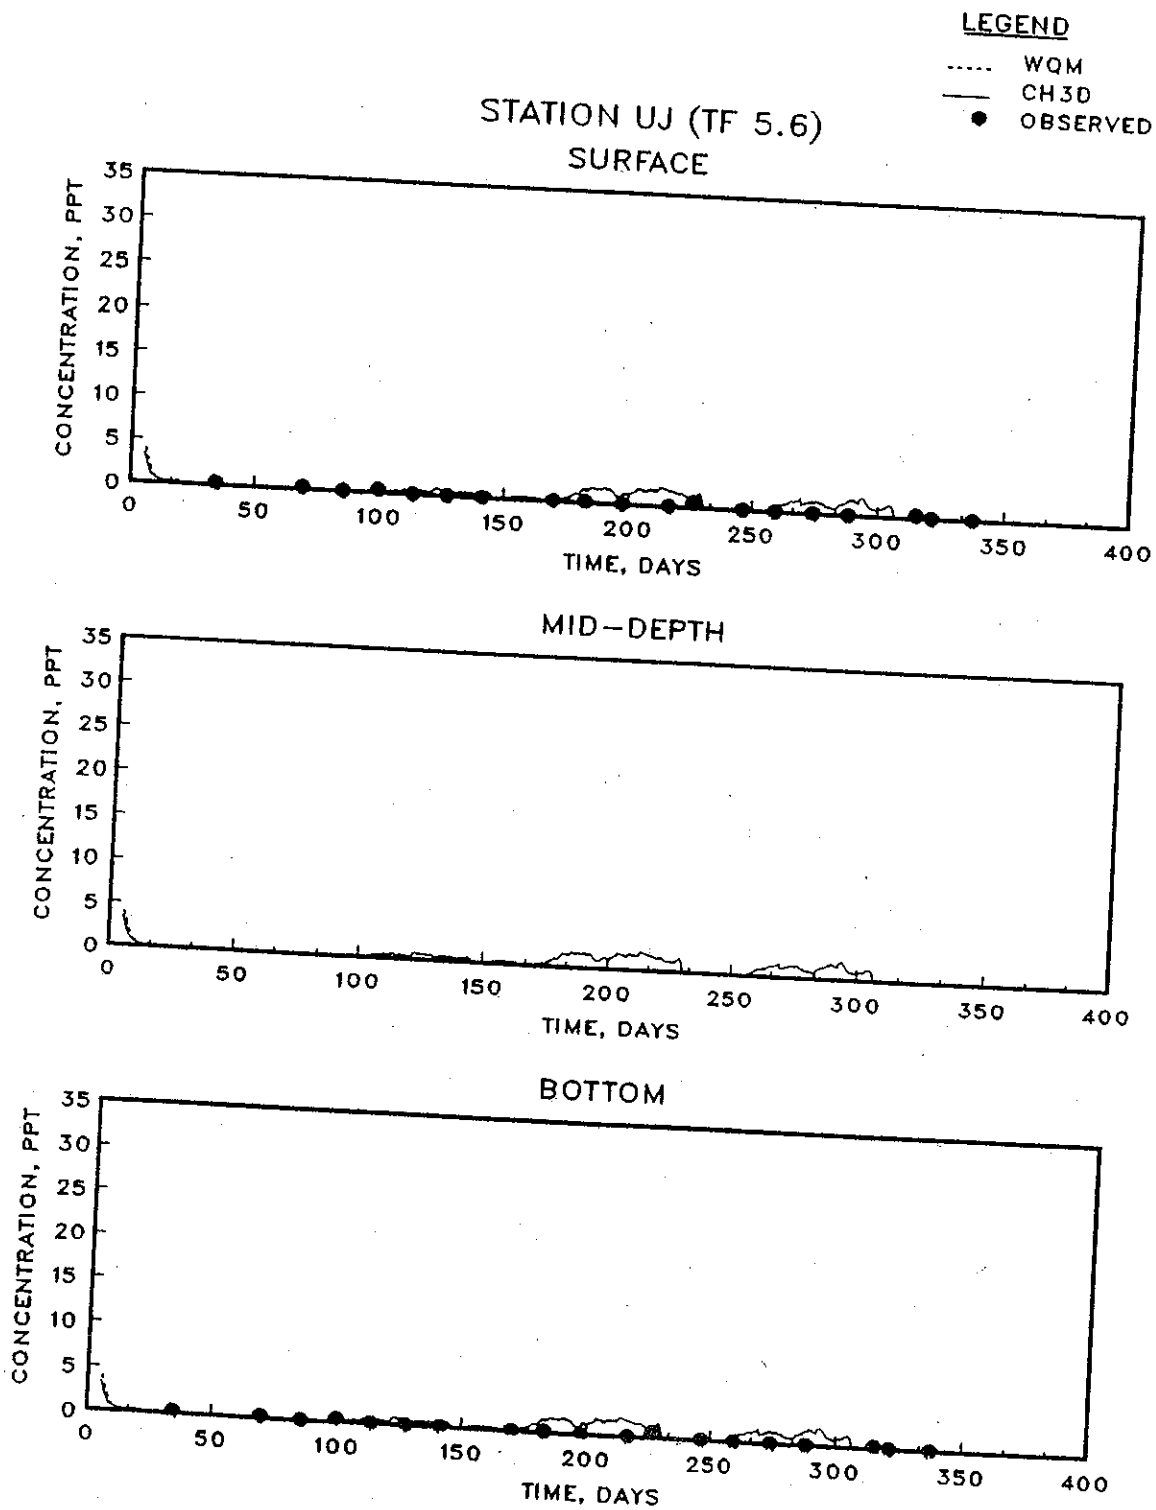 LEGEND
WQM
CH3D
OBSERVED
STATION UJ (TF 5.6)
SURFACE
CONCENTRATION, PPT
35
30
25
20
15
10
5
0
0 50 100 150 200 250 300 350 400
TIME, DAYS
MID-DEPTH
CONCENTRATION, PPT
35
30
25
20
15
10
5
0
0 50 100 150 200 250 300 350 400
TIME, DAYS
BOTTOM
CONCENTRATION, PPT
35
30
25
20
15
10
5
0
0 50 100 150 200 250 300 350 400
TIME, DAYS